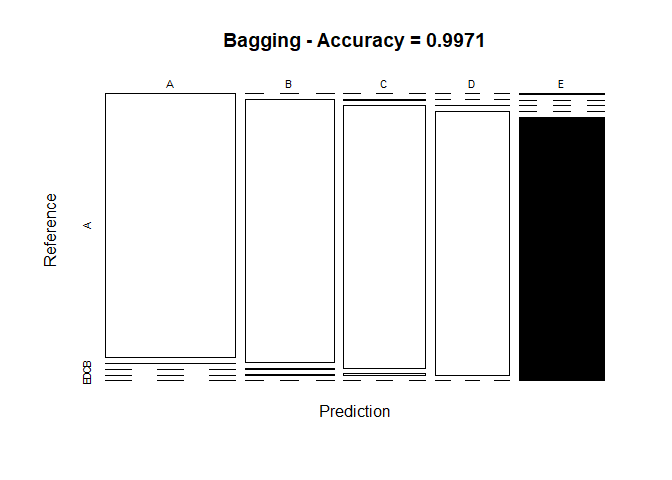 Bagging - Accuracy = 0.9971
A B C D E
Reference
A
EDCB
Prediction